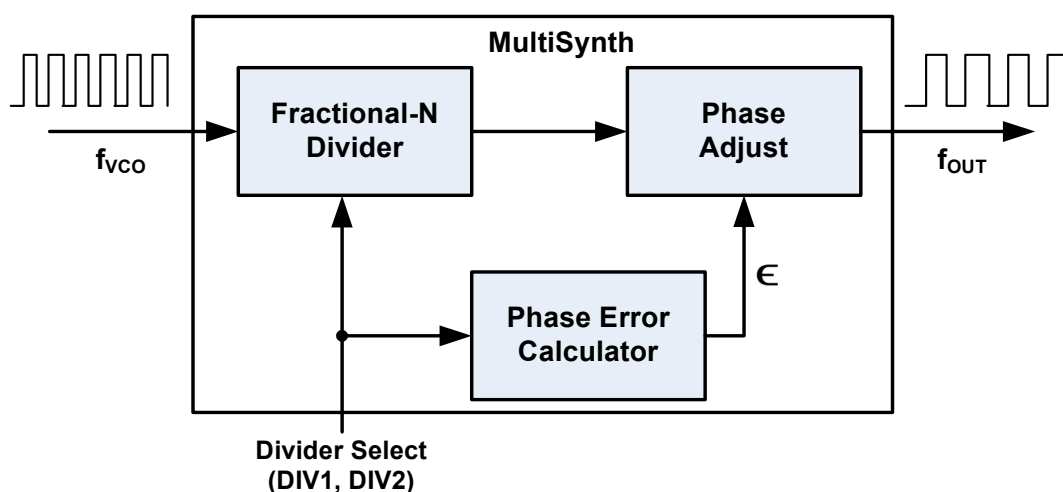 MultiSynth
Fractional-N
Divider
Phase
Adjust
fVCO
fOUT
ϵ
Phase Error
Calculator
Divider Select
(DIV1, DIV2)